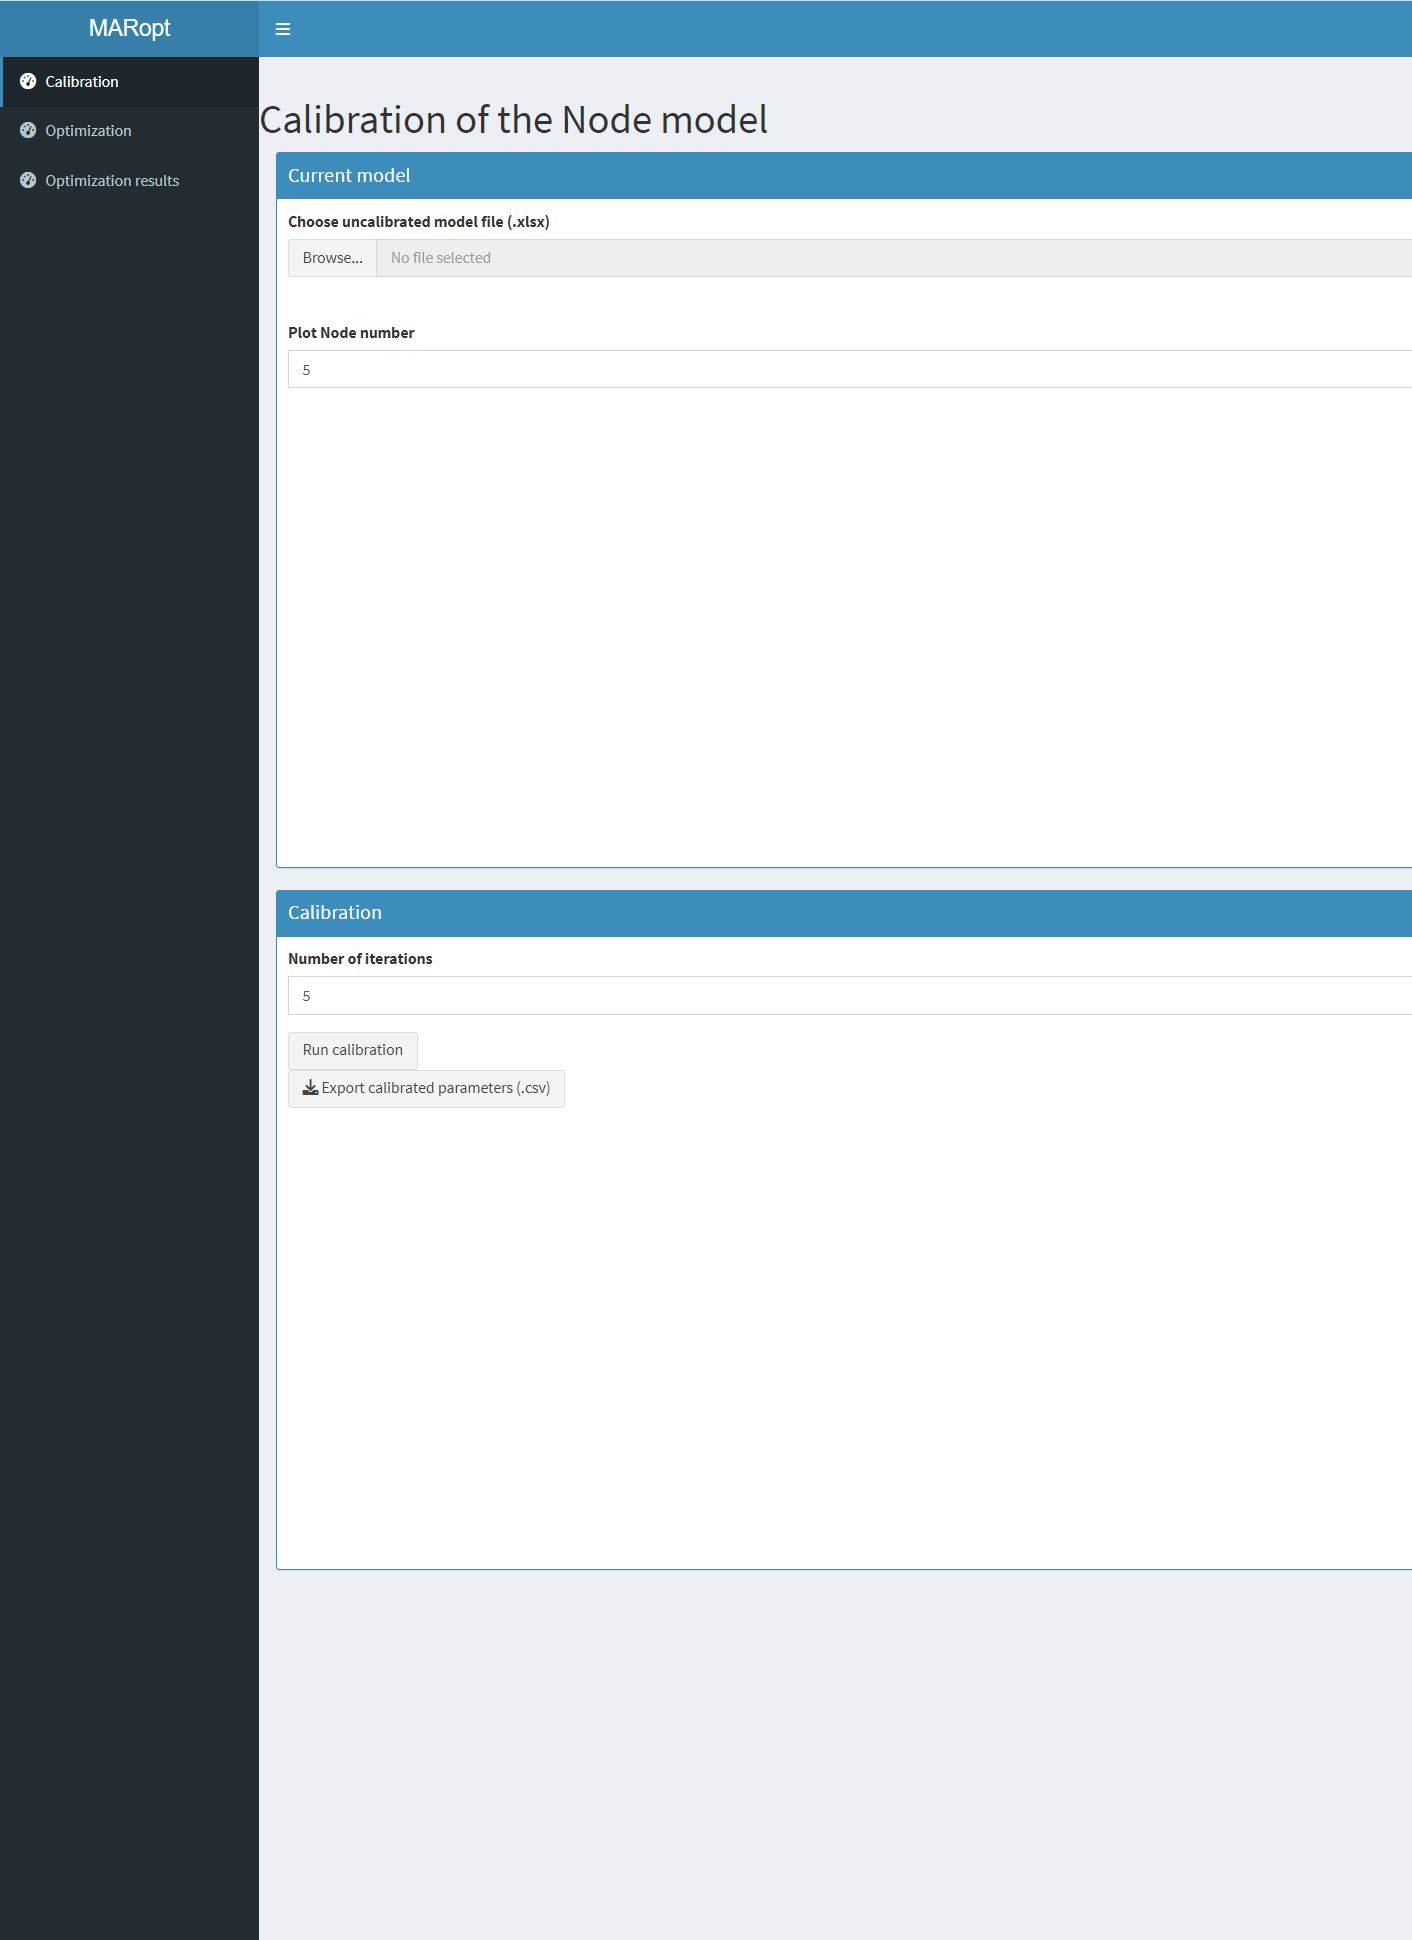 MARopt
Calibration
Optimization
Optimization results
Calibration of the Node model
Current model
Choose uncalibrated model file (.xlsx)
Browse... No file selected
Plot Node number
5
Calibration
Number of iterations
5
Run calibration
Export calibrated parameters (.csv)